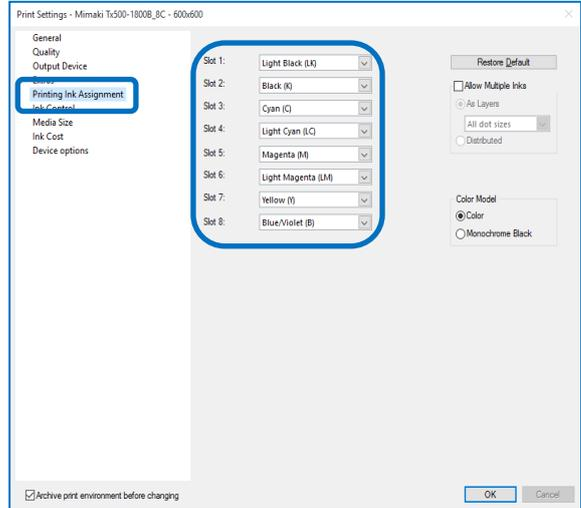 Print Settings - Mimaki Tx500-1800B_8C - 600x600
General
Quality
Output Device
Extras
Printing Ink Assignment
Ink Control
Media Size
Ink Cost
Device options
Slot 1: Light Black (LK)
Slot 2: Black (K)
Slot 3: Cyan (C)
Slot 4: Light Cyan (LC)
Slot 5: Magenta (M)
Slot 6: Light Magenta (LM)
Slot 7: Yellow (Y)
Slot 8: Blue/Violet (B)
Restore Default
Allow Multiple Inks
As Layers
All dot sizes
Distributed
Color Model
Color
Monochrome Black
Archive print environment before changing
OK
Cancel